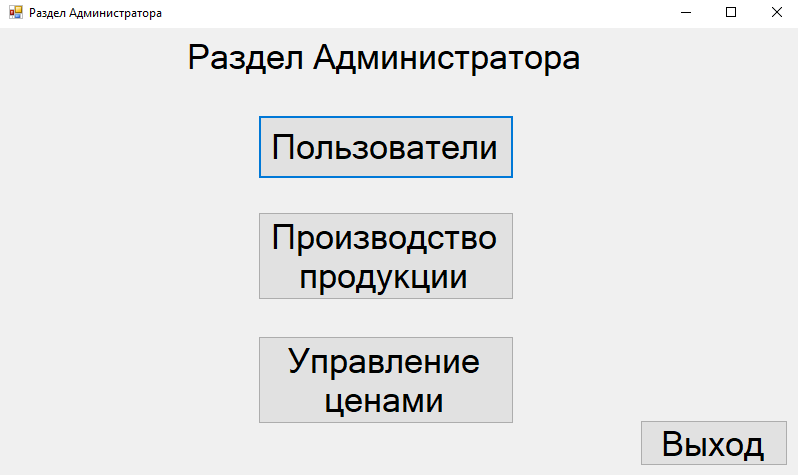 Раздел Администратора
Раздел Администратора
Пользователи
Производство
продукции
Управление
ценами
Выход